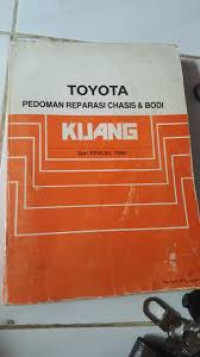 TOYOTA
PEDOMAN REPARASI CHASIS & BODI
KIJANG